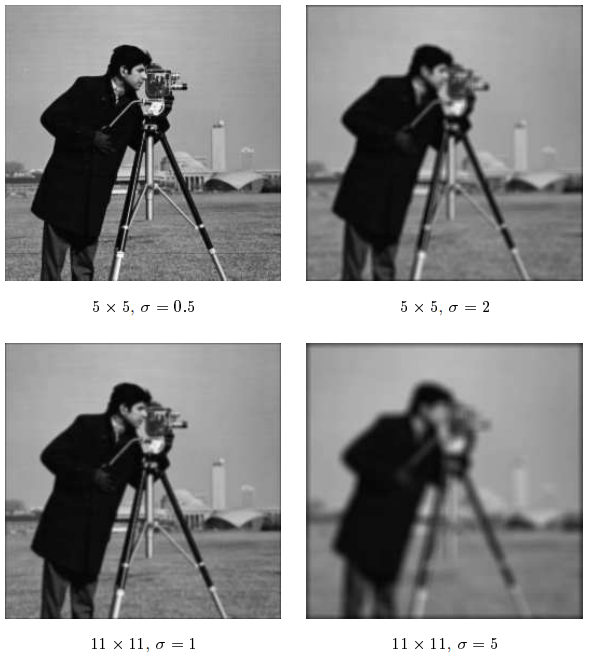 5 × 5, σ = 0.5
5 × 5, σ = 2
11 × 11, σ = 1
11 × 11, σ = 5